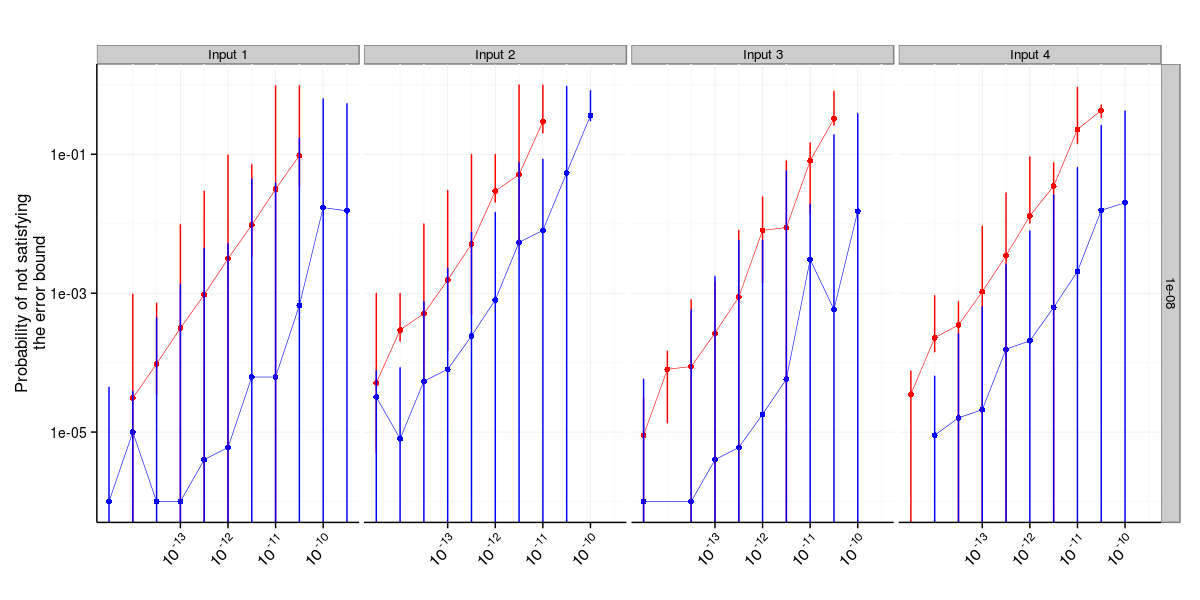 Input 1
Input 2
Input 3
Input 4
Probability of not satisfying
the error bound
1e-01
1e-03
1e-05
1e-08
10^-13
10^-12
10^-11
10^-10
10^-13
10^-12
10^-11
10^-10
10^-13
10^-12
10^-11
10^-10
10^-13
10^-12
10^-11
10^-10